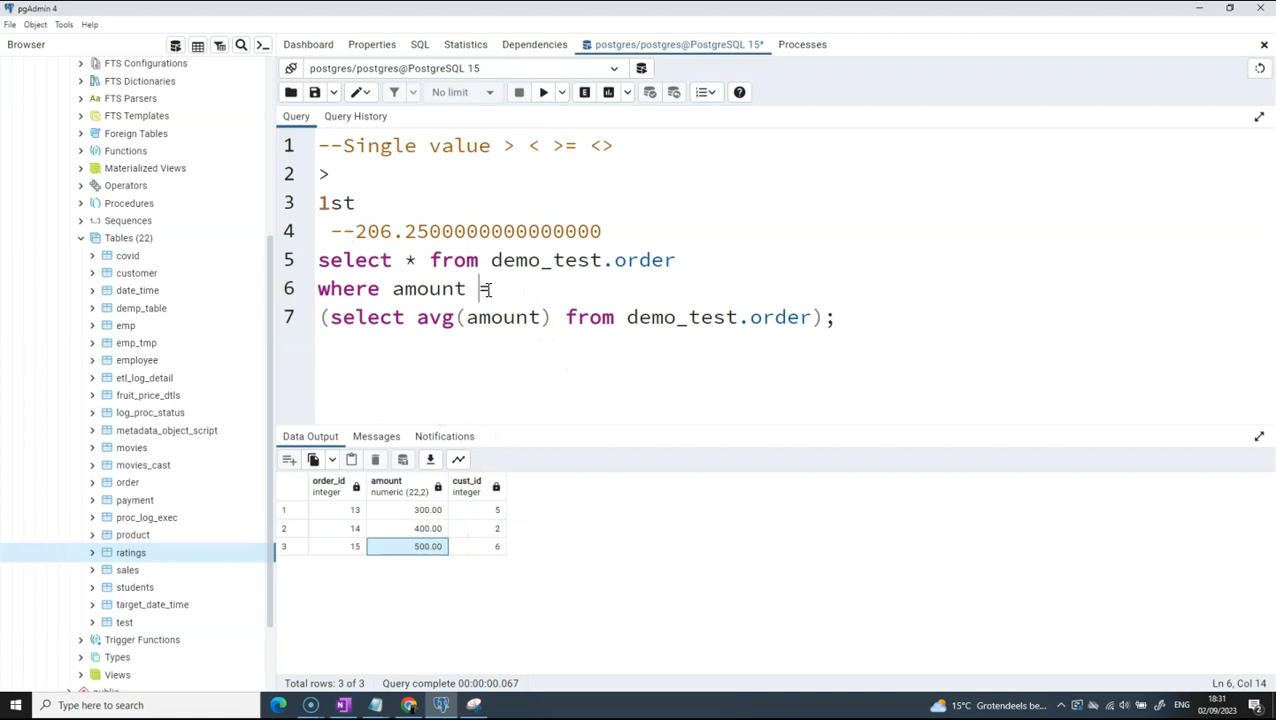 pgAdmin 4
File Object Tools Help
Browser
Dashboard Properties SQL Statistics Dependencies Dependents postgres/postgres@PostgreSQL 15* Processes
postgres/postgres@PostgreSQL 15
No limit
E
Query Query History
1 --Single value > < >= <>
2 >
3 1st
4 --206.2500000000000000
5 select * from demo_test.order
6 where amount =
7 (select avg(amount) from demo_test.order);
FTS Configurations
FTS Dictionaries
FTS Parsers
FTS Templates
Foreign Tables
Functions
Materialized Views
Operators
Procedures
Sequences
Tables (22)
covid
customer
date_time
demp_table
emp
emp_tmp
employee
etl_log_detail
fruit_price_dtls
log_proc_status
metadata_object_script
movies
movies_cast
order
payment
proc_log_exec
product
ratings
sales
students
target_date_time
test
Trigger Functions
Types
Views
Data Output Messages Notifications
order_id amount cust_id
integer numeric (22,2) integer
1 13 300.00 5
2 14 400.00 2
3 15 500.00 6
Total rows: 3 of 3 Query complete 00:00:00.067 Ln 6, Col 14
Type here to search
15°C Grotendeels be... ENG
18:31
02/09/2023